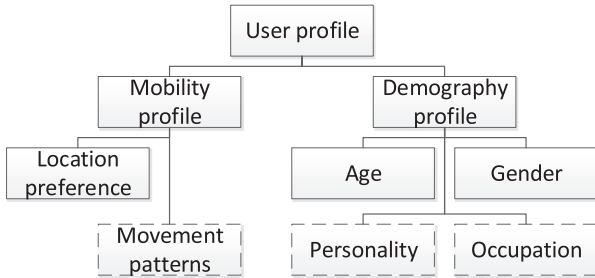 User profile
Mobility
profile
Demography
profile
Location
preference
Age
Gender
Movement
patterns
Personality
Occupation